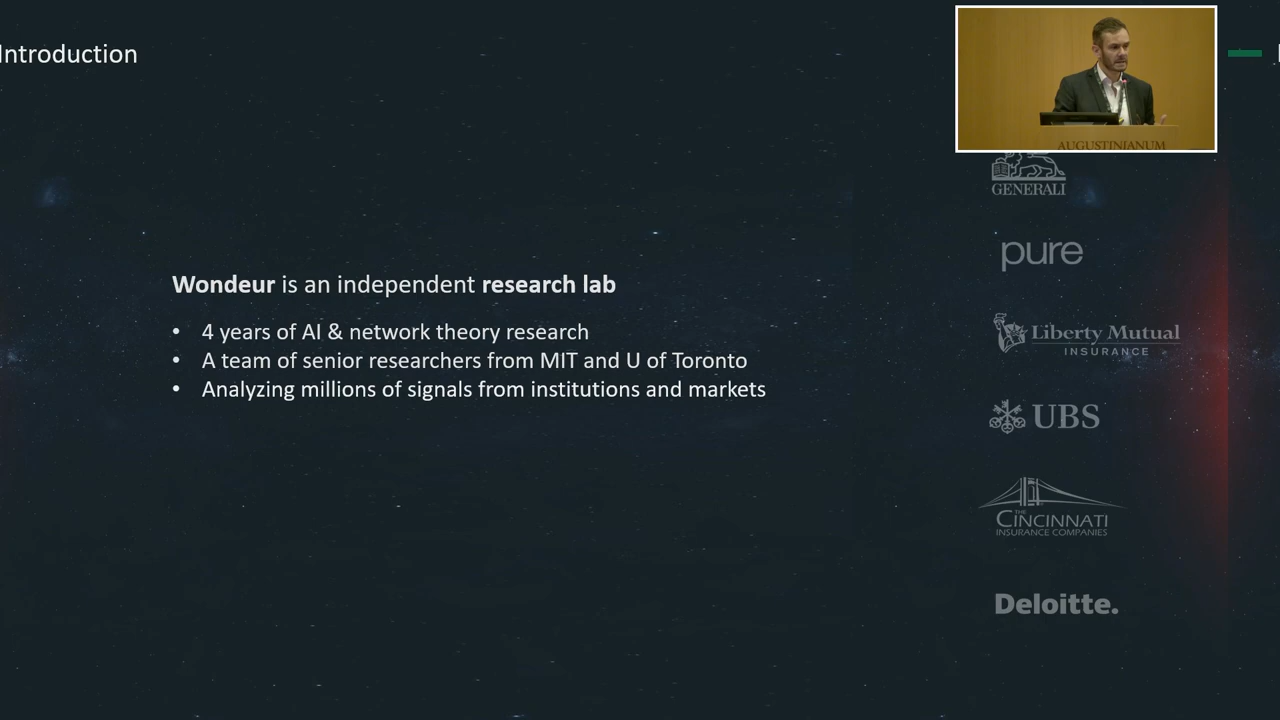 Introduction
AUGUSTINIANUM
GENERALI
pure
Wondeur is an independent research lab
• 4 years of AI & network theory research
• A team of senior researchers from MIT and U of Toronto
• Analyzing millions of signals from institutions and markets
Liberty Mutual
INSURANCE
UBS
THE
CINCINNATI
INSURANCE COMPANIES
Deloitte.